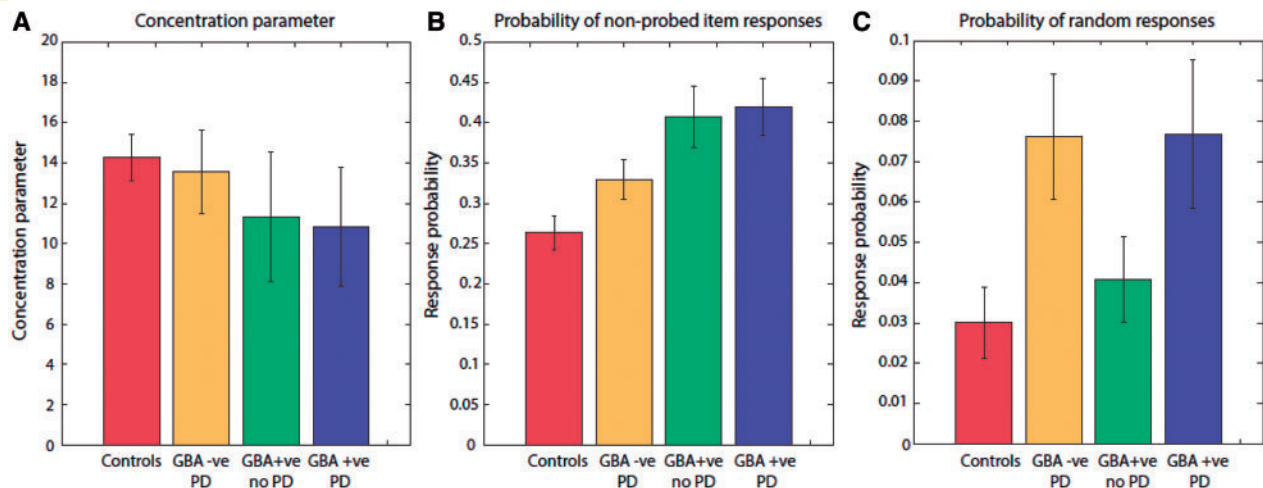 A
Concentration parameter
Concentration parameter
20
18
16
14
12
10
8
6
4
2
0
Controls
GBA -ve
PD
GBA+ve
no PD
GBA +ve
PD
B
Probability of non-probed item responses
Response probability
0.5
0.45
0.4
0.35
0.3
0.25
0.2
0.15
0.1
0.05
0
Controls
GBA -ve
PD
GBA+ve
no PD
GBA +ve
PD
C
Probability of random responses
Response probability
0.1
0.09
0.08
0.07
0.06
0.05
0.04
0.03
0.02
0.01
0
Controls
GBA -ve
PD
GBA+ve
no PD
GBA +ve
PD